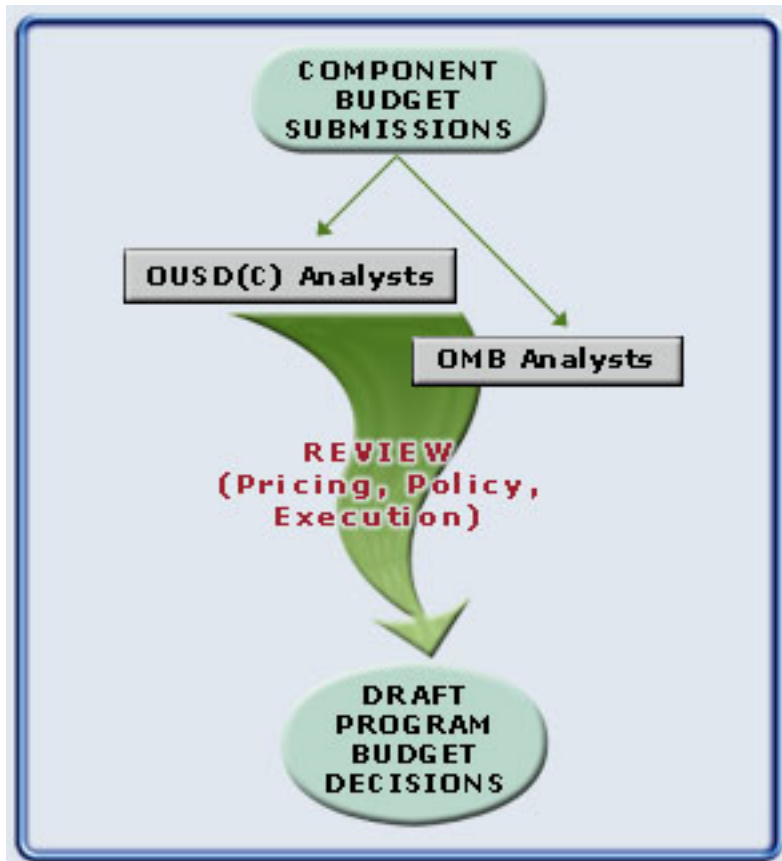 COMPONENT
BUDGET
SUBMISSIONS
OUSD(C) Analysts
OMB Analysts
REVIEW
(Pricing, Policy,
Execution)
DRAFT
PROGRAM
BUDGET
DECISIONS